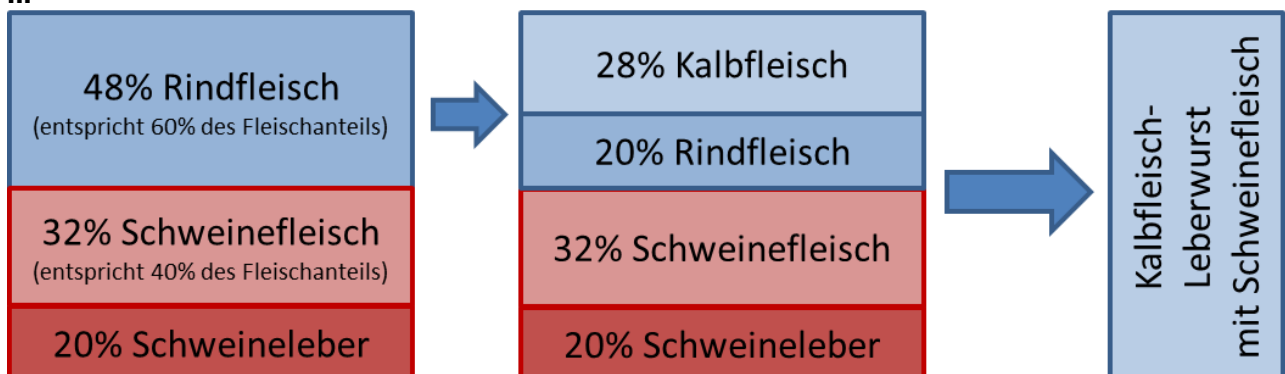 ...
48% Rindfleisch
(entspricht 60% des Fleischanteils)
32% Schweinefleisch
(entspricht 40% des Fleischanteils)
20% Schweineleber
28% Kalbfleisch
20% Rindfleisch
32% Schweinefleisch
20% Schweineleber
Kalbfleisch-
Leberwurst
mit Schweinefleisch